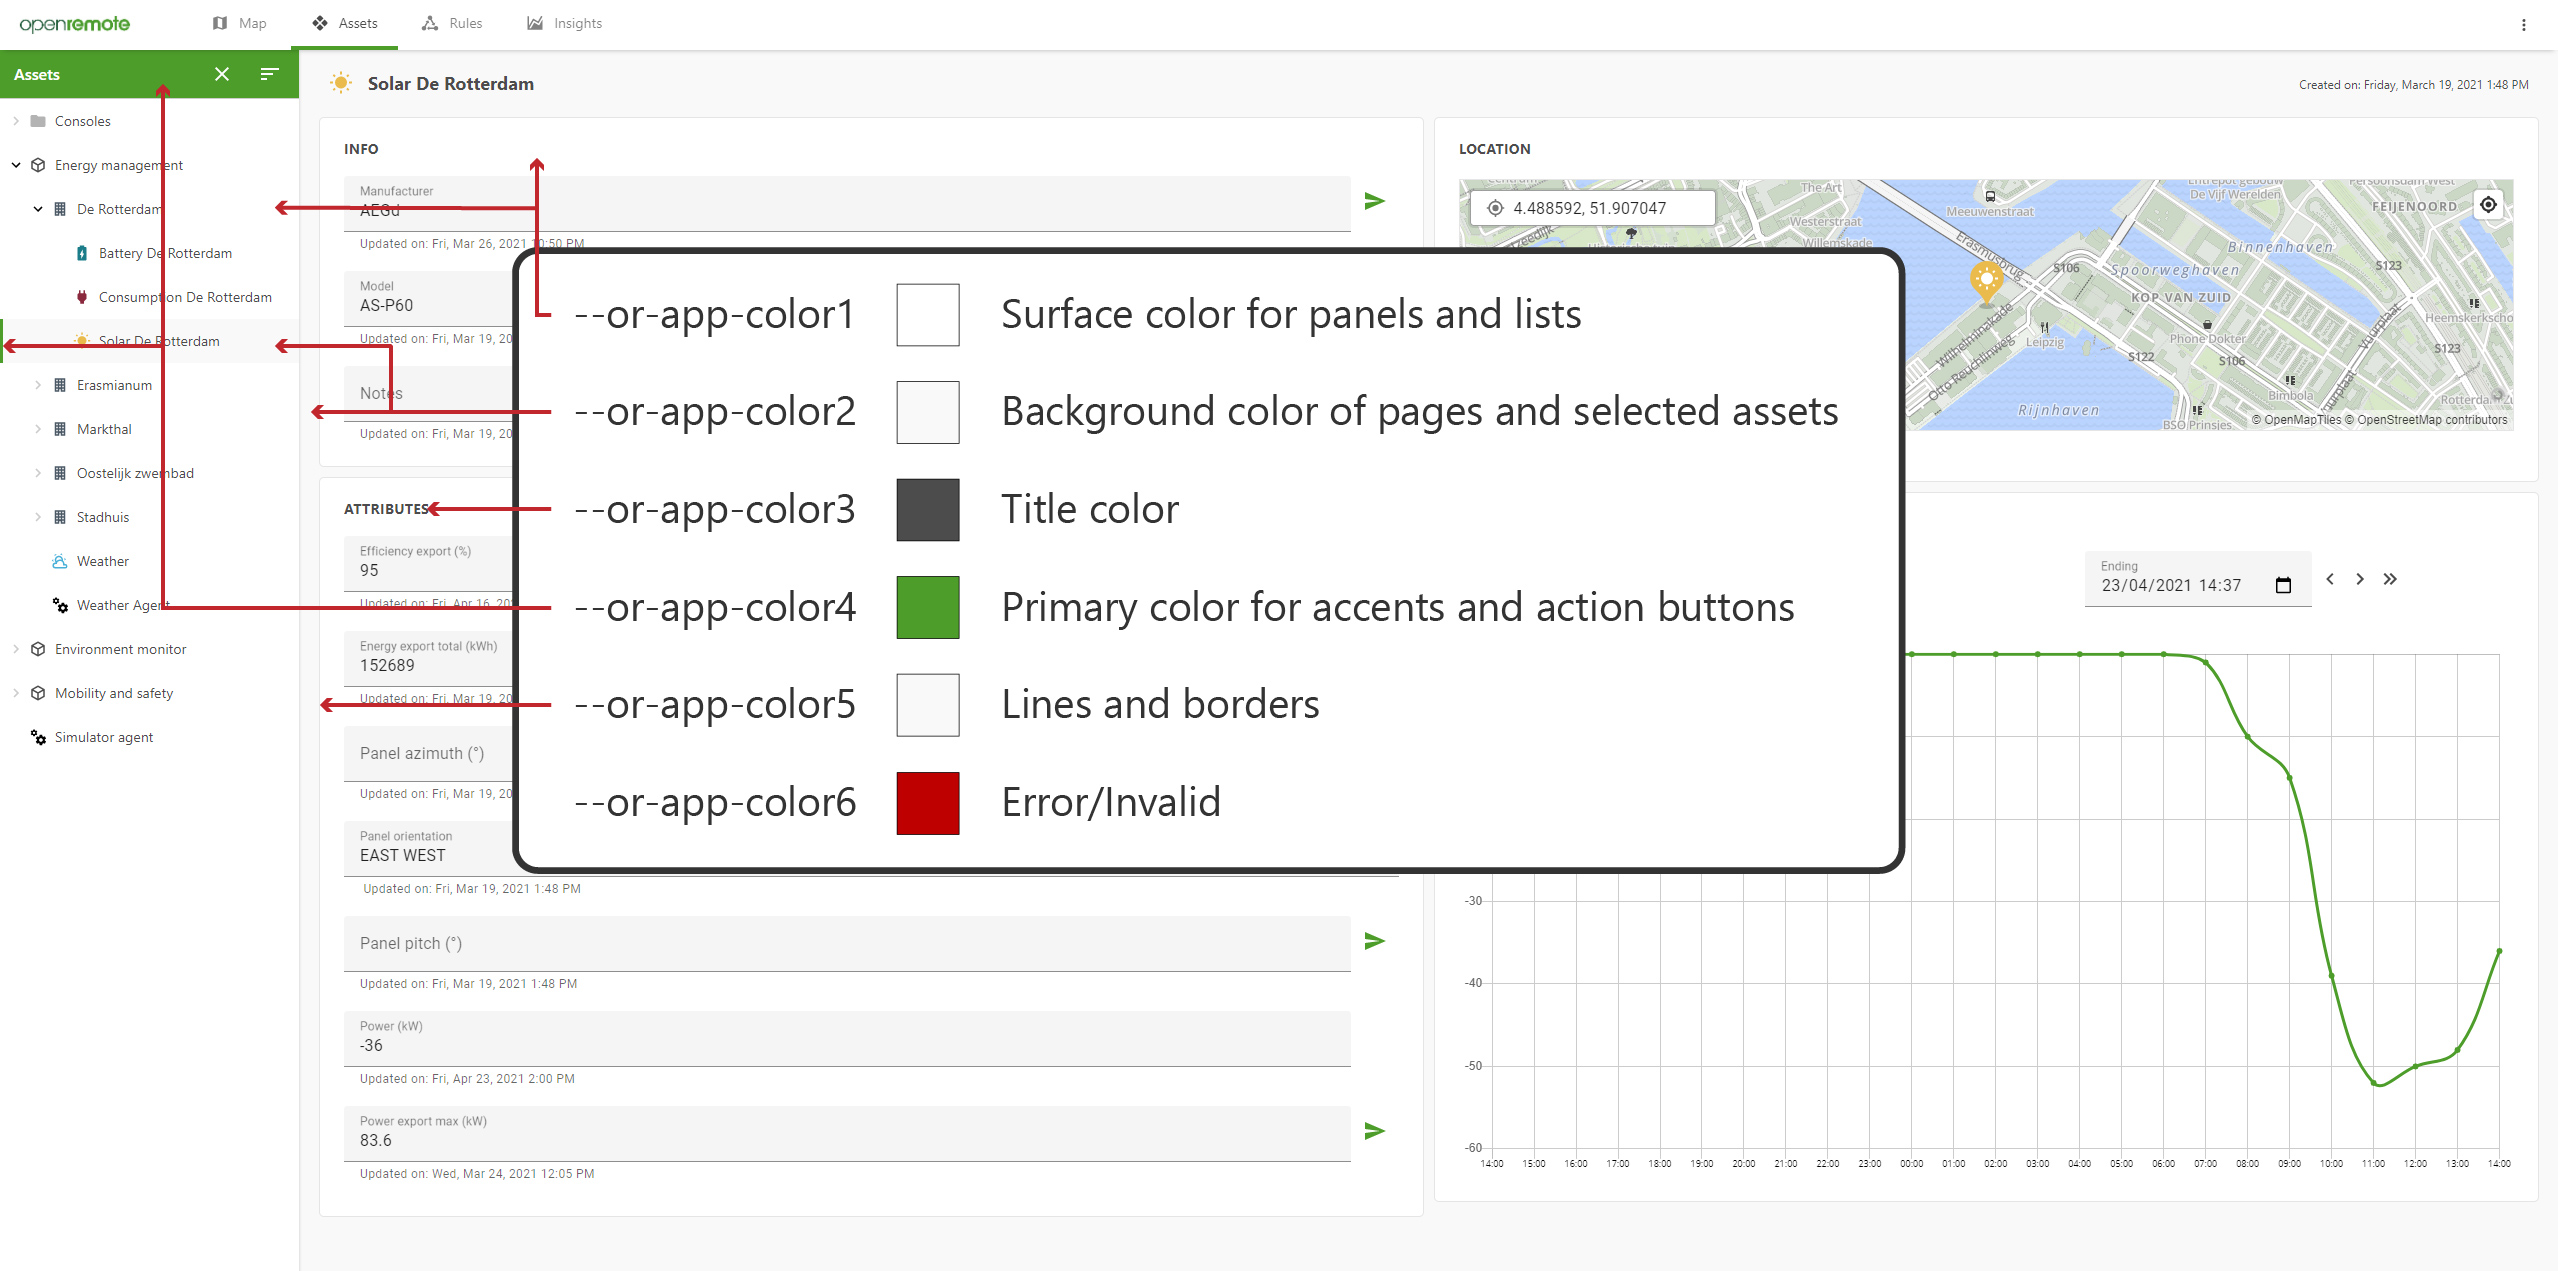 openremote
Map
Assets
Rules
Insights
Assets
Solar De Rotterdam
Created on: Friday, March 19, 2021 1:48 PM
Consoles
Energy management
De Rotterdam
Battery De Rotterdam
Consumption De Rotterdam
Solar De Rotterdam
Erasmianum
Markthal
Oostelijk zwembad
Stadhuis
Weather
Weather Agent
Environment monitor
Mobility and safety
Simulator agent
INFO
Manufacturer
AEGd
Updated on: Fri, Mar 26, 2021 10:50 PM
Model
AS-P60
Updated on: Fri, Mar 19, 20
Notes
Updated on: Fri, Mar 19, 20
ATTRIBUTES
Efficiency export (%)
95
Updated on: Fri, Apr 16, 20
Energy export total (kWh)
152689
Updated on: Fri, Mar 19, 20
Panel azimuth (°)
Updated on: Fri, Mar 19, 20
Panel orientation
EAST WEST
Updated on: Fri, Mar 19, 2021 1:48 PM
Panel pitch (°)
Updated on: Fri, Mar 19, 2021 1:48 PM
Power (kW)
-36
Updated on: Fri, Apr 23, 2021 2:00 PM
Power export max (kW)
83.6
Updated on: Wed, Mar 24, 2021 12:05 PM
--or-app-color1 Surface color for panels and lists
--or-app-color2 Background color of pages and selected assets
--or-app-color3 Title color
--or-app-color4 Primary color for accents and action buttons
--or-app-color5 Lines and borders
--or-app-color6 Error/Invalid
LOCATION
4.488592, 51.907047
The Art
Westerstraat
Willemskade
Meeuwenstraat
De Vijf Werelden
FEIJENOORD
Binnenhaven
Erasmusbrug
S106
Spoorweghaven
S123
KOP VAN ZUID
Heemskerkscho
Wilhelminakade
Leipzig
Phone Dokter
Vuurplaat
S123
Otto Reuchlinweg
S122
S106
Vuurplaat
Bimbola
Rijnhaven
BSO Prinsjes
© OpenMapTiles © OpenStreetMap contributors
Ending
23/04/2021 14:37
-30
-40
-50
-60
14:00 15:00 16:00 17:00 18:00 19:00 20:00 21:00 22:00 23:00 00:00 01:00 02:00 03:00 04:00 05:00 06:00 07:00 08:00 09:00 10:00 11:00 12:00 13:00 14:00